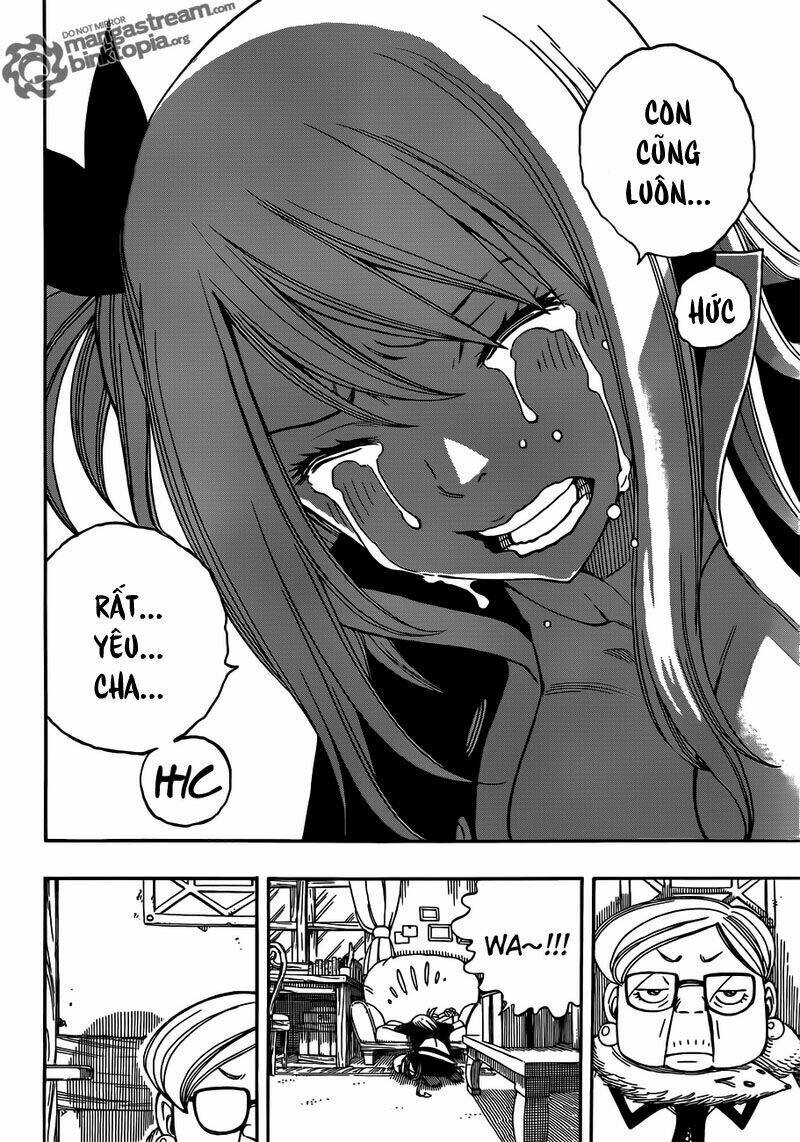 DO NOT MIRROR
mangastream.com
binktopia.org
CON
CŨNG
LUÔN...
HỨC
RẤT...
YÊU...
CHA...
HIC
WA~!!!